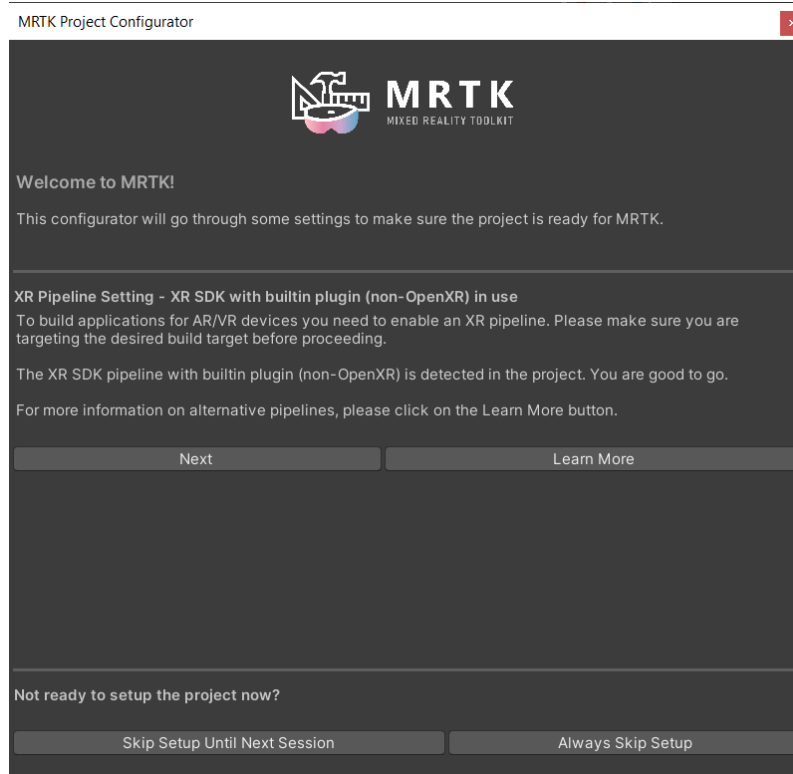 MRTK Project Configurator
MRTK
MIXED REALITY TOOLKIT
Welcome to MRTK!
This configurator will go through some settings to make sure the project is ready for MRTK.
XR Pipeline Setting - XR SDK with builtin plugin (non-OpenXR) in use
To build applications for AR/VR devices you need to enable an XR pipeline. Please make sure you are
targeting the desired build target before proceeding.
The XR SDK pipeline with builtin plugin (non-OpenXR) is detected in the project. You are good to go.
For more information on alternative pipelines, please click on the Learn More button.
Next
Learn More
Not ready to setup the project now?
Skip Setup Until Next Session
Always Skip Setup